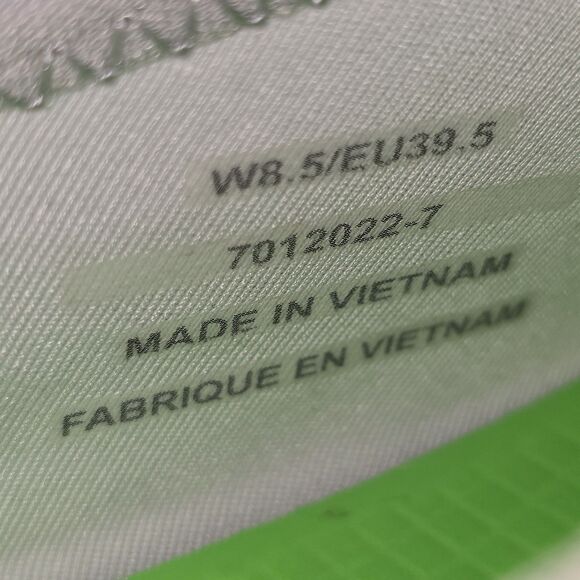 W8.5/EU39.5
7012022-7
MADE IN VIETNAM
FABRIQUE EN VIETNAM